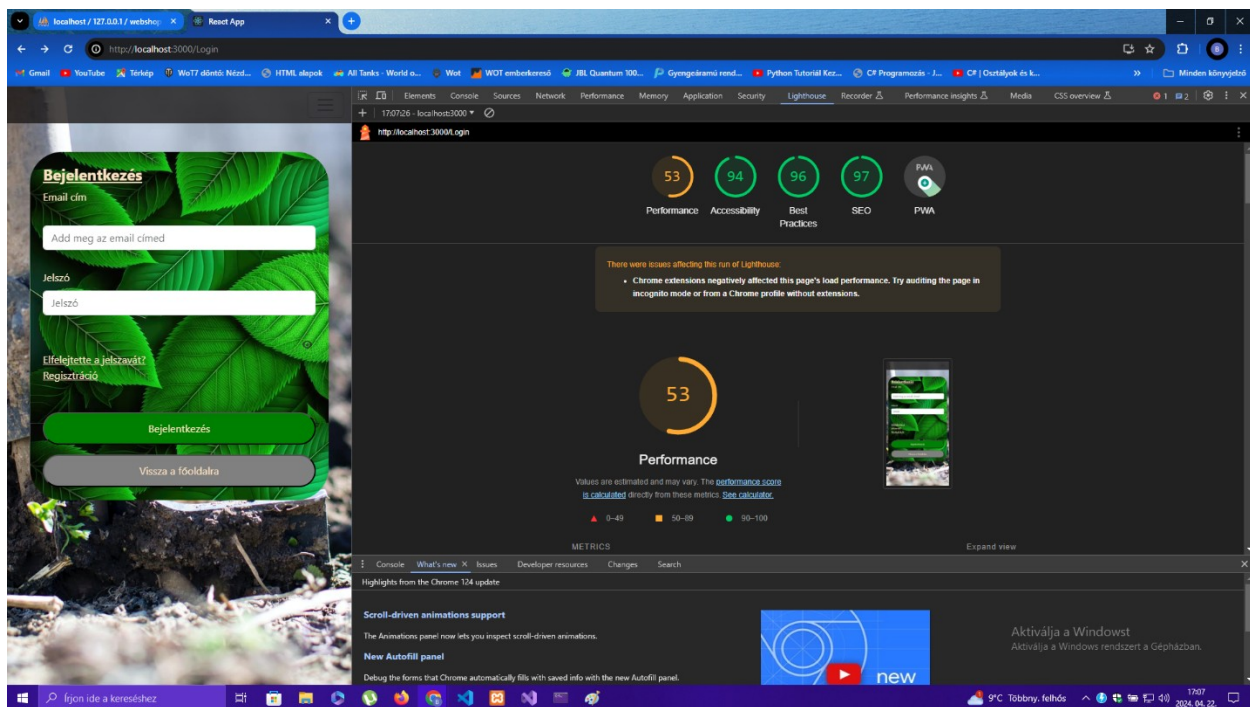 localhost / 127.0.0.1 / webshop
React App
http://localhost:3000/Login
Gmail YouTube Térkép WoT7 döntő: Nézd... HTML alapok All Tanks - World o... Wot WOT emberkereső JBL Quantum 100... Gyengeáramú rend... Python Tutoriál Kez... C# Programozás - J... C# | Osztályok és k... » Minden könyvjelző
Elements Console Sources Network Performance Memory Application Security Lighthouse Recorder Performance insights Media CSS overview 1 2
17:07:26 - localhost:3000
http://localhost:3000/Login
Bejelentkezés
Email cím
Add meg az email címed
Jelszó
Jelszó
Elfelejtette a jelszavát?
Regisztráció
Bejelentkezés
Vissza a főoldalra
53 94 96 97 PWA
Performance Accessibility Best Practices SEO PWA
There were issues affecting this run of Lighthouse:
• Chrome extensions negatively affected this page's load performance. Try auditing the page in
incognito mode or from a Chrome profile without extensions.
53
Performance
Values are estimated and may vary. The performance score
is calculated directly from these metrics. See calculator.
0–49 50–89 90–100
METRICS Expand view
Console What's new Issues Developer resources Changes Search
Highlights from the Chrome 124 update
Scroll-driven animations support
The Animations panel now lets you inspect scroll-driven animations.
New Autofill panel
Debug the forms that Chrome automatically fills with saved info with the new Autofill panel.
new
Aktiválja a Windowst
Aktiválja a Windows rendszert a Gépházban.
Írjon ide a kereséshez
9°C Többny. felhős
17:07
2024. 04. 22.